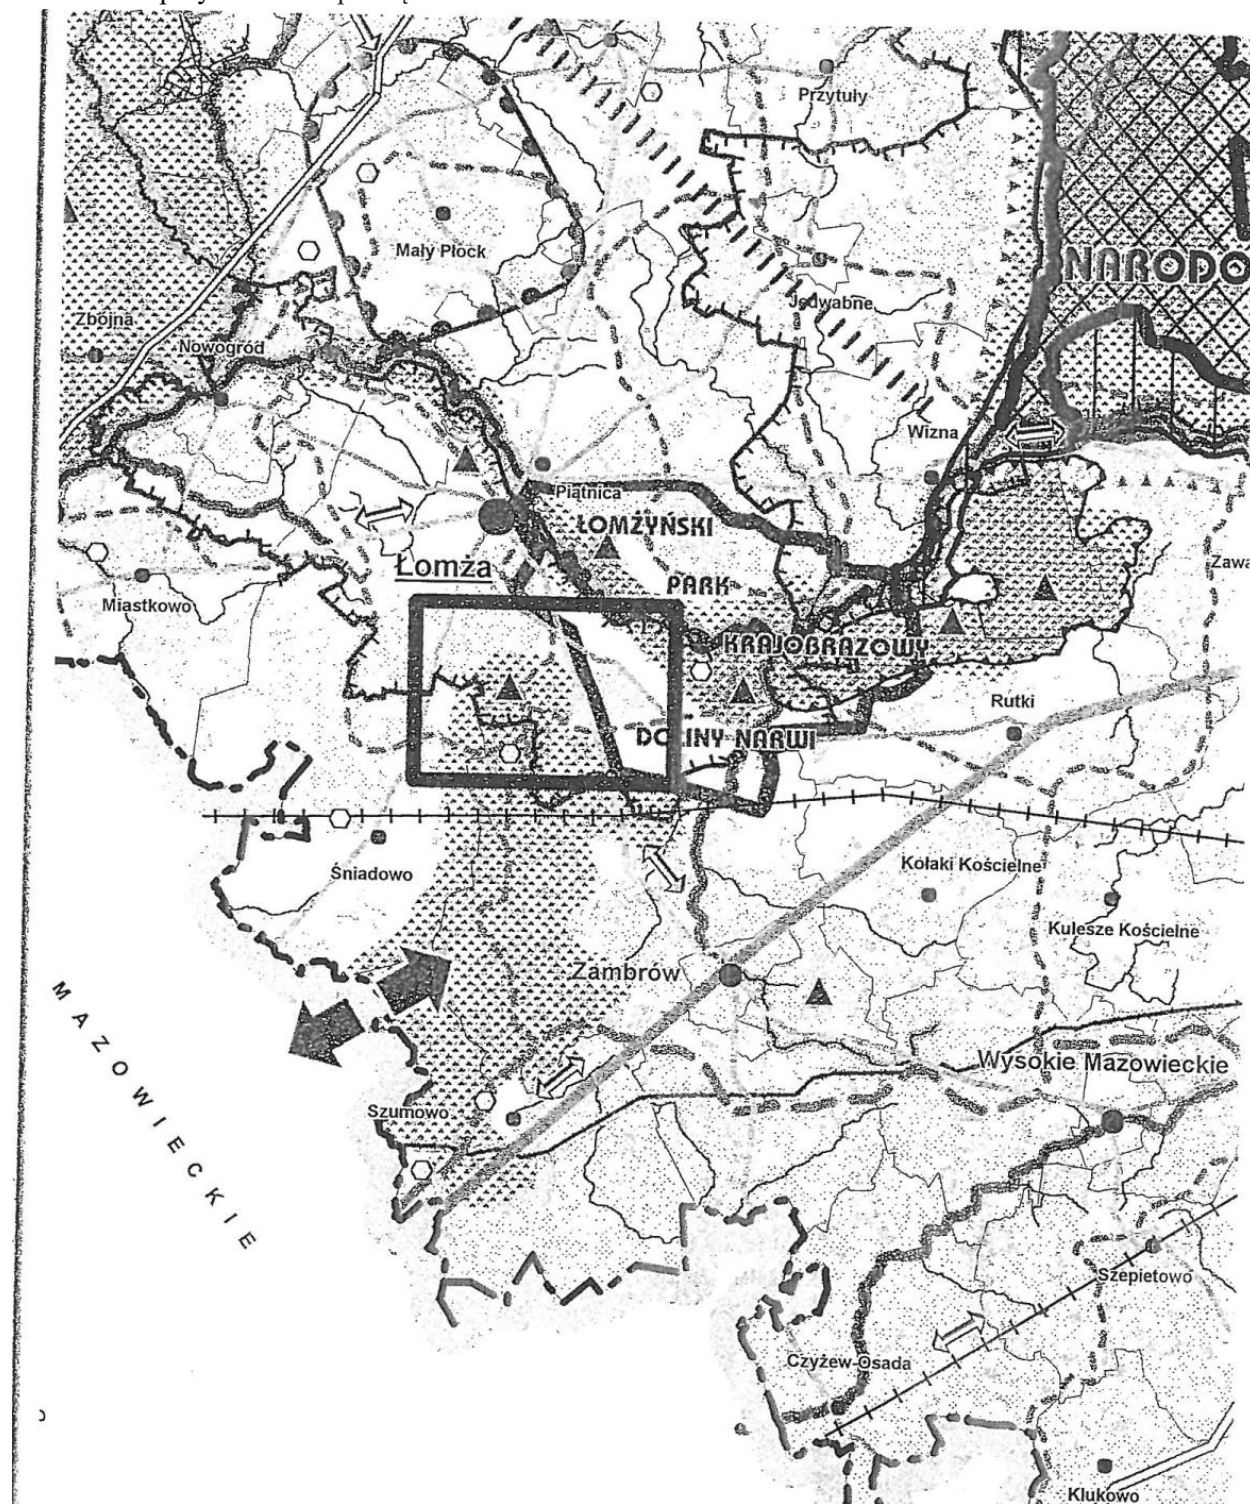 Przytuły
Mały Płock
NARODO
Jedwabne
Zbójna
Nowogród
Wizna
Piątnica
ŁOMŻYŃSKI
Łomża
PARK
Zawa
Miastkowo
KRAJOBRAZOWY
Rutki
DOLINY NARWI
Śniadowo
Kołaki Kościelne
Kulesze Kościelne
Zambrów
MAZOWIECKIE
Wysokie Mazowieckie
Szumowo
Szepietowo
Czyżew-Osada
Klukowo